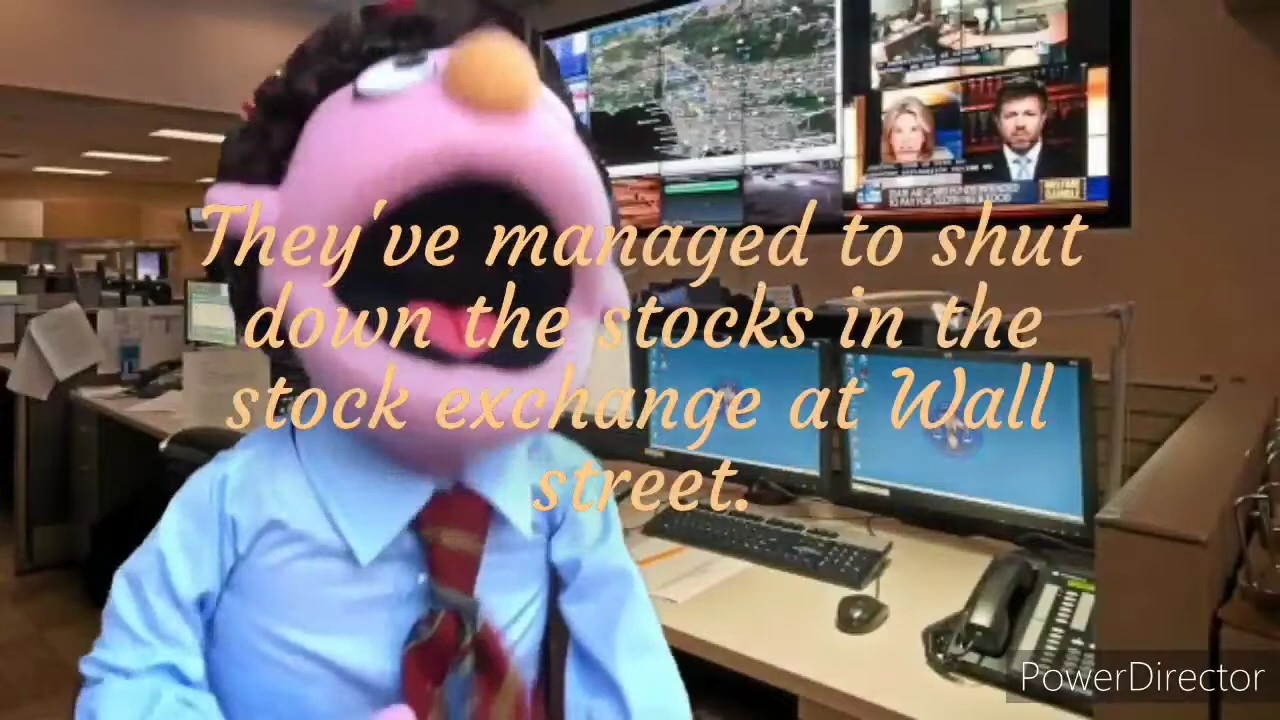 They've managed to shut
down the stocks in the
stock exchange at Wall
street.
PowerDirector